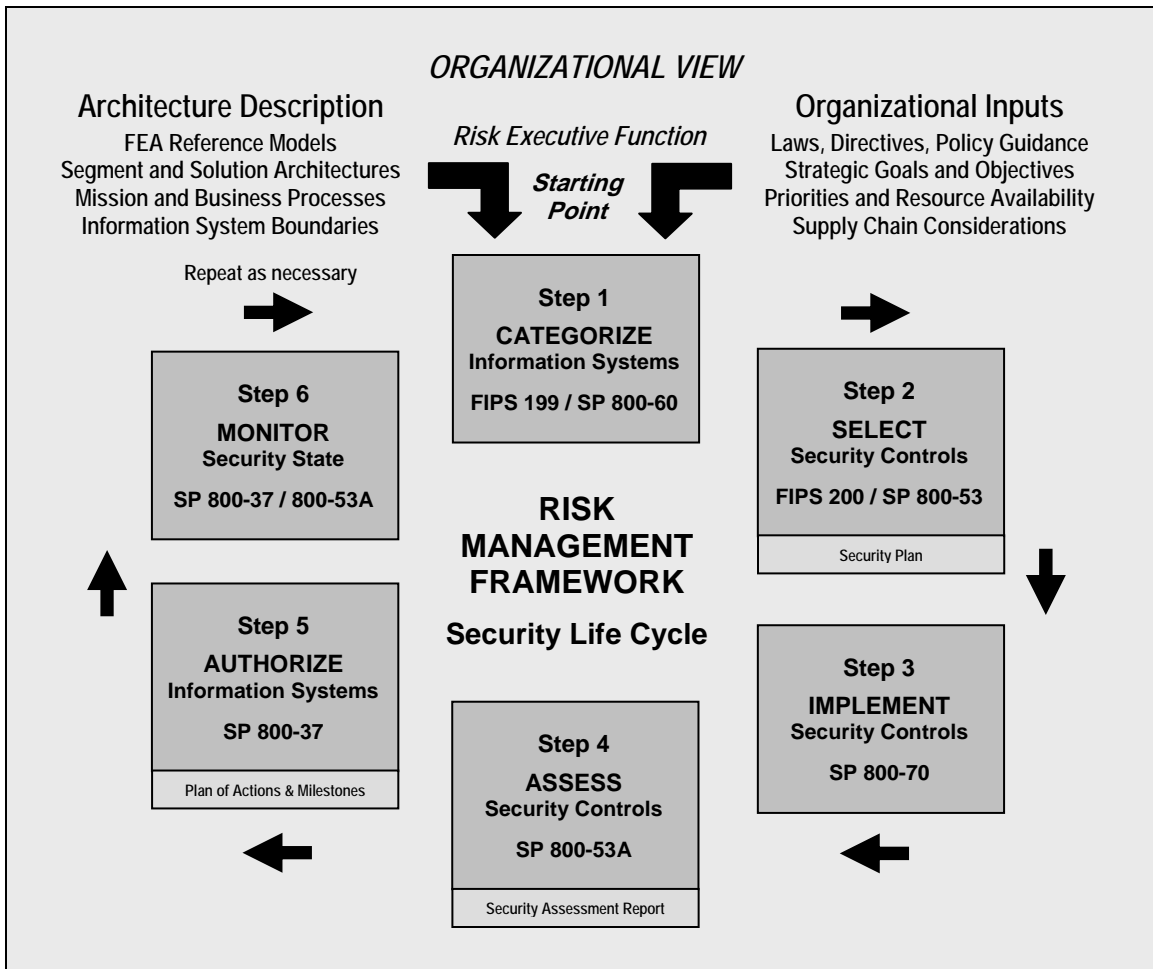 ORGANIZATIONAL VIEW
Architecture Description
FEA Reference Models
Segment and Solution Architectures
Mission and Business Processes
Information System Boundaries
Risk Executive Function
Starting
Point
Organizational Inputs
Laws, Directives, Policy Guidance
Strategic Goals and Objectives
Priorities and Resource Availability
Supply Chain Considerations
Repeat as necessary
Step 1
CATEGORIZE
Information Systems
FIPS 199 / SP 800-60
Step 2
SELECT
Security Controls
FIPS 200 / SP 800-53
Security Plan
Step 3
IMPLEMENT
Security Controls
SP 800-70
Step 4
ASSESS
Security Controls
SP 800-53A
Security Assessment Report
Step 5
AUTHORIZE
Information Systems
SP 800-37
Plan of Actions & Milestones
Step 6
MONITOR
Security State
SP 800-37 / 800-53A
RISK
MANAGEMENT
FRAMEWORK
Security Life Cycle